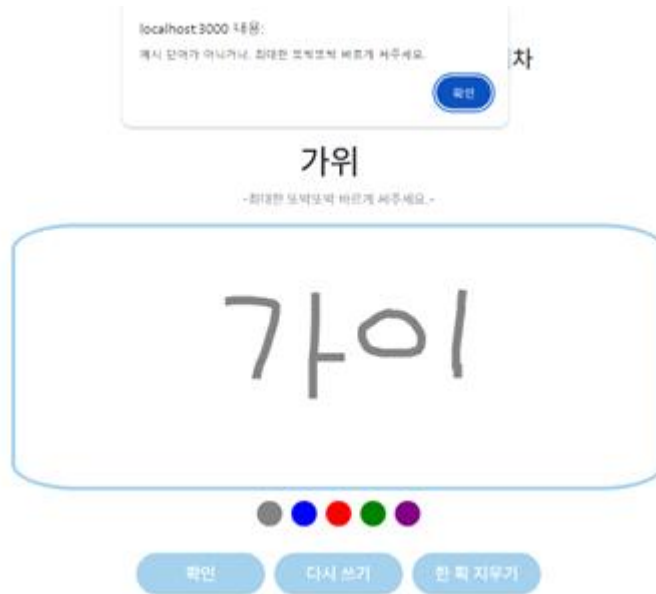 localhost:3000 내용:
예시 단어가 아니거나, 최대한 또박또박 바르게 써주세요.
확인
차
가위
-최대한 또박또박 바르게 써주세요.-
가이
확인
다시 쓰기
한 획 지우기